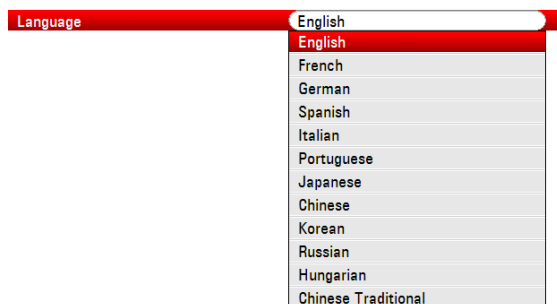 Language English
English
French
German
Spanish
Italian
Portuguese
Japanese
Chinese
Korean
Russian
Hungarian
Chinese Traditional